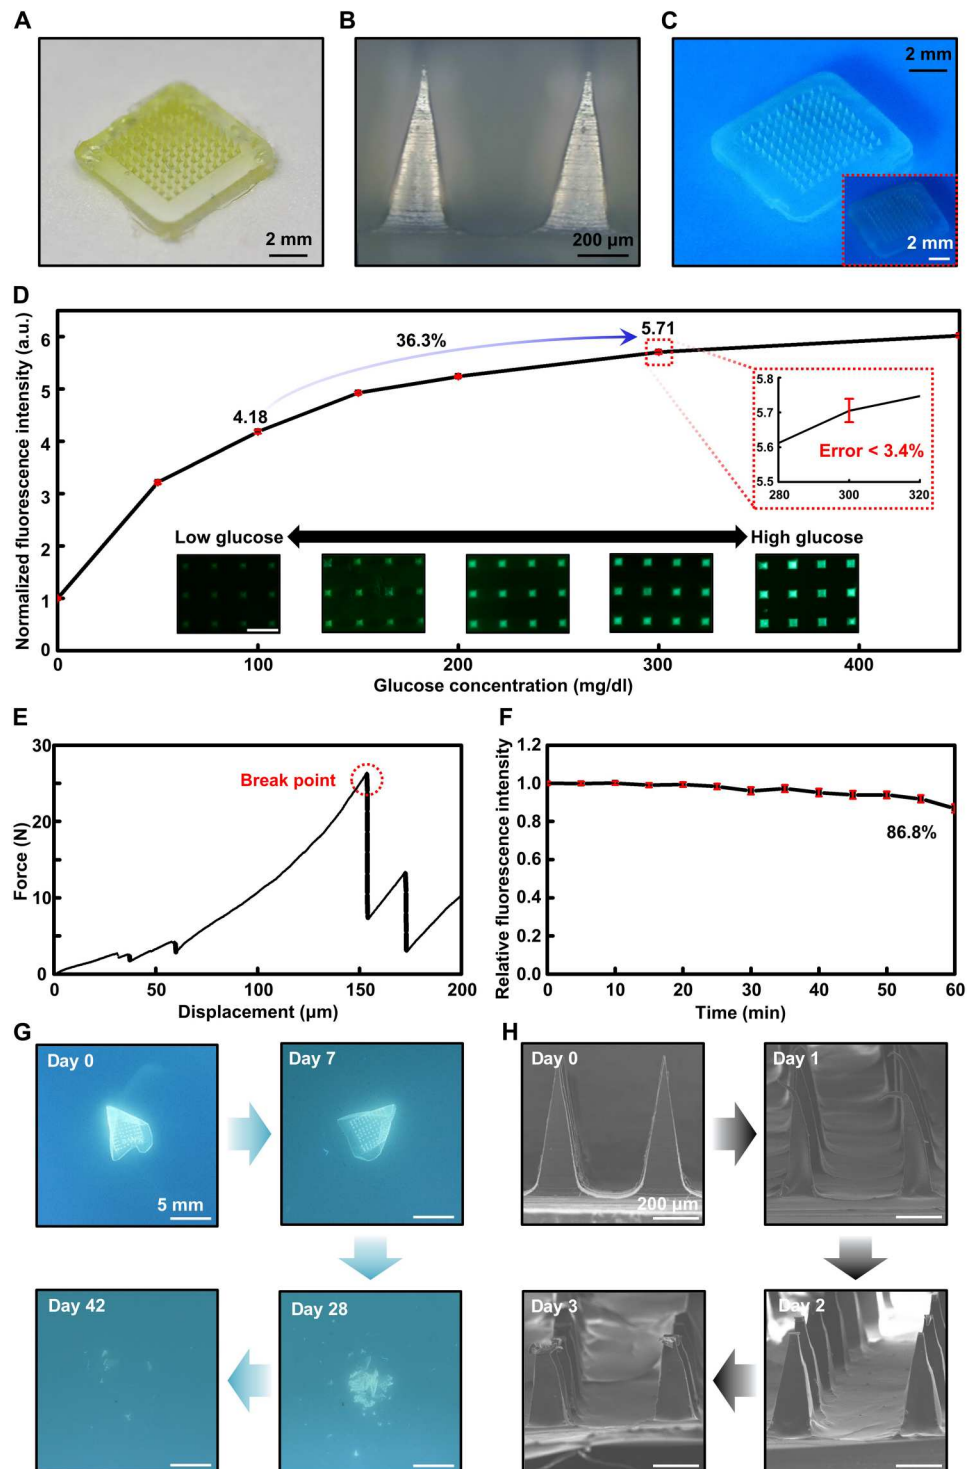 A
B
C
2 mm
200 µm
2 mm
2 mm
D
Normalized fluorescence intensity (a.u.)
6
5
4
3
2
1
0
4.18
36.3%
5.71
5.8
5.7
5.6
5.5
280
300
320
Error < 3.4%
Low glucose
High glucose
0
100
200
300
400
Glucose concentration (mg/dl)
E
Force (N)
30
20
10
0
Break point
0
50
100
150
200
Displacement (µm)
F
Relative fluorescence intensity
1.2
1.0
0.8
0.6
0.4
0.2
0.0
86.8%
0
10
20
30
40
50
60
Time (min)
G
Day 0
5 mm
Day 7
Day 42
Day 28
H
Day 0
200 µm
Day 1
Day 3
Day 2